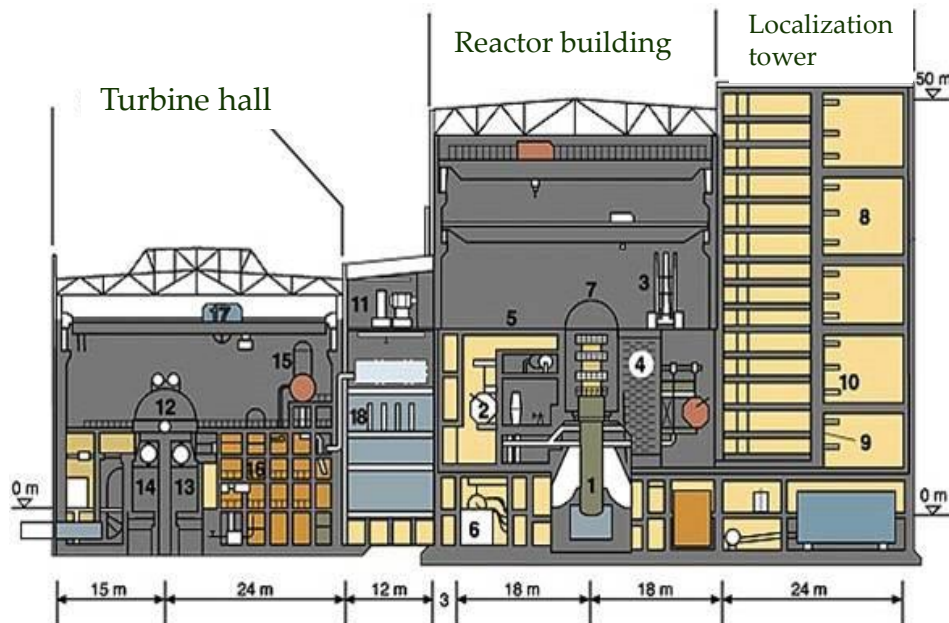 Localization
tower
Reactor building
Turbine hall
50 m
8
3
7
11
17
5
15
4
10
12
2
18
9
16
14 13
1
0 m
0 m
6
15 m 24 m 12 m 3 18 m 18 m 24 m